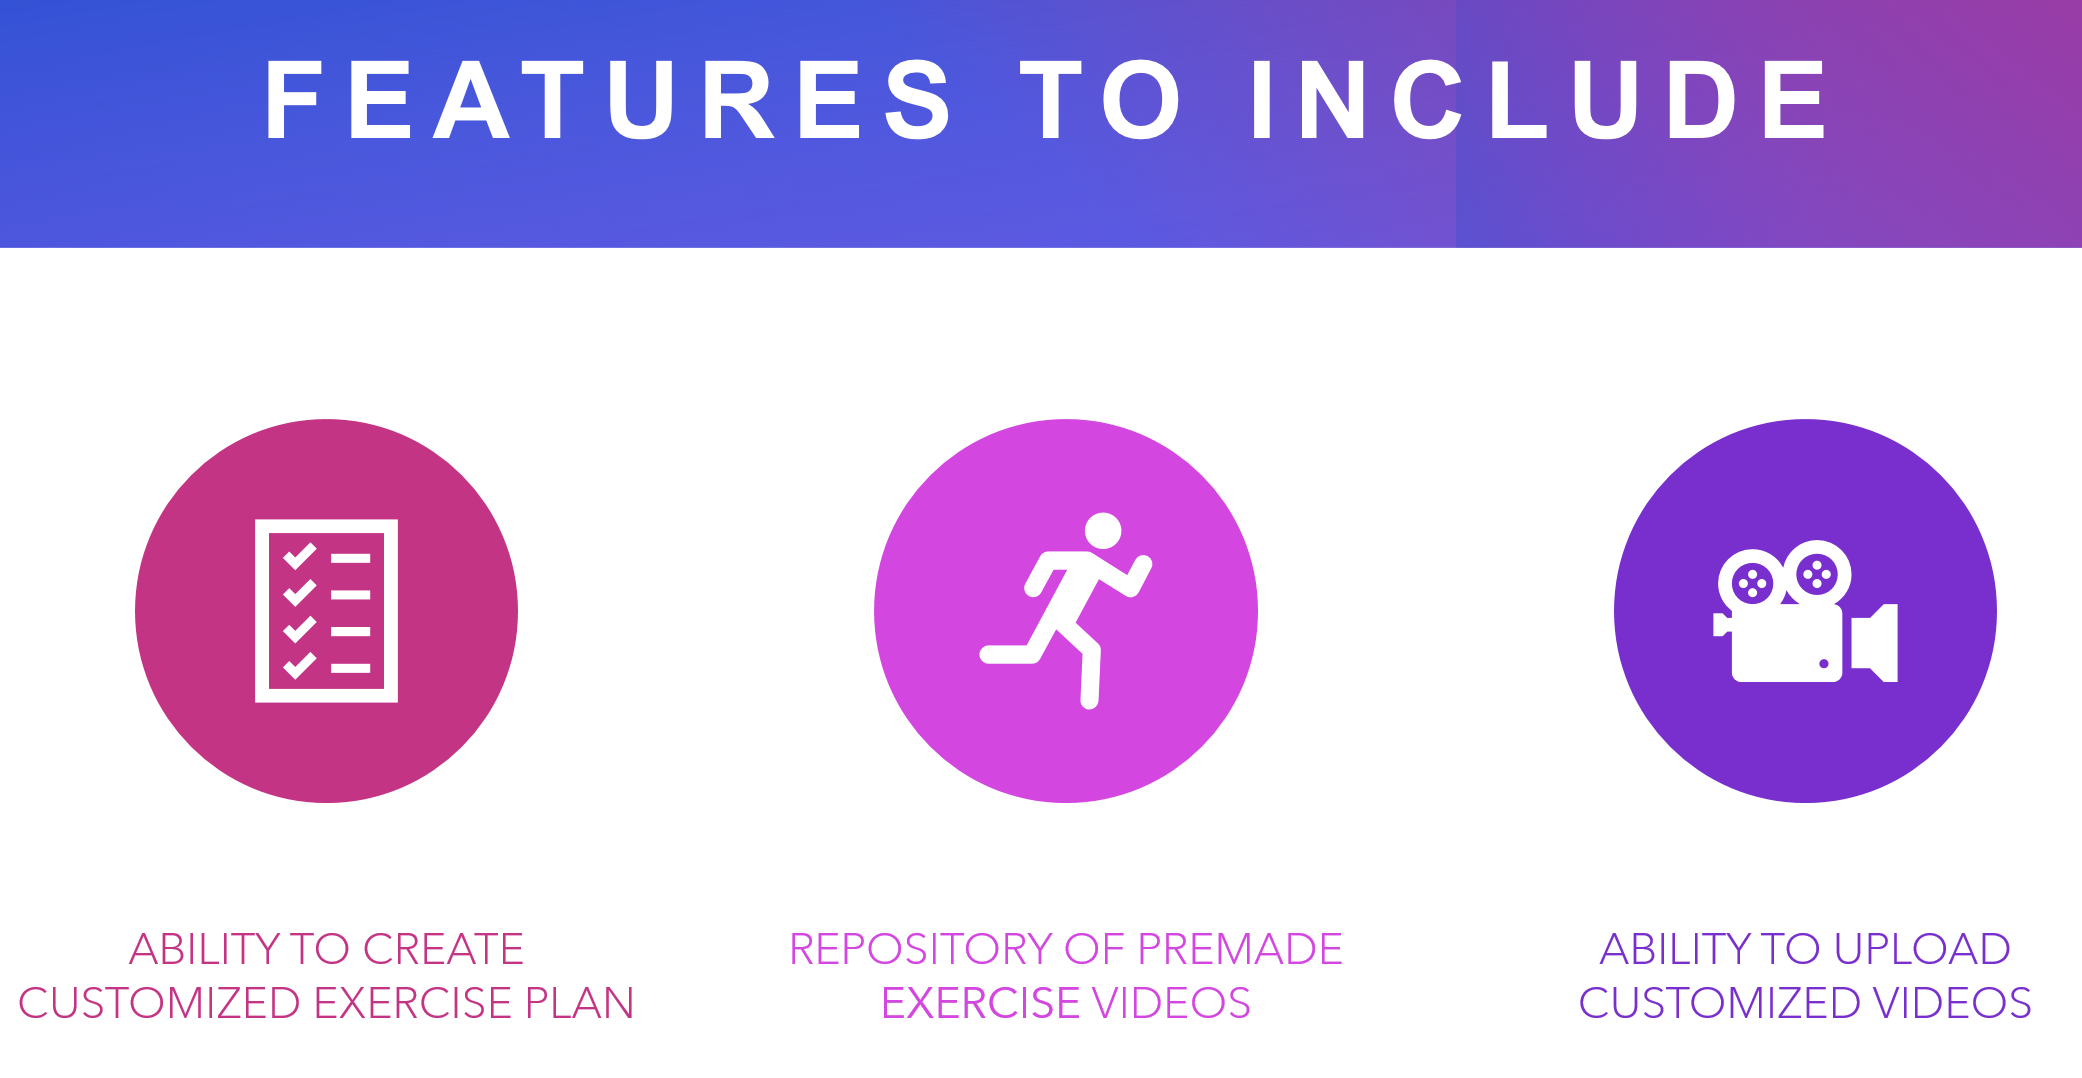 FEATURES TO INCLUDE
ABILITY TO CREATE
CUSTOMIZED EXERCISE PLAN
REPOSITORY OF PREMADE
EXERCISE VIDEOS
ABILITY TO UPLOAD
CUSTOMIZED VIDEOS